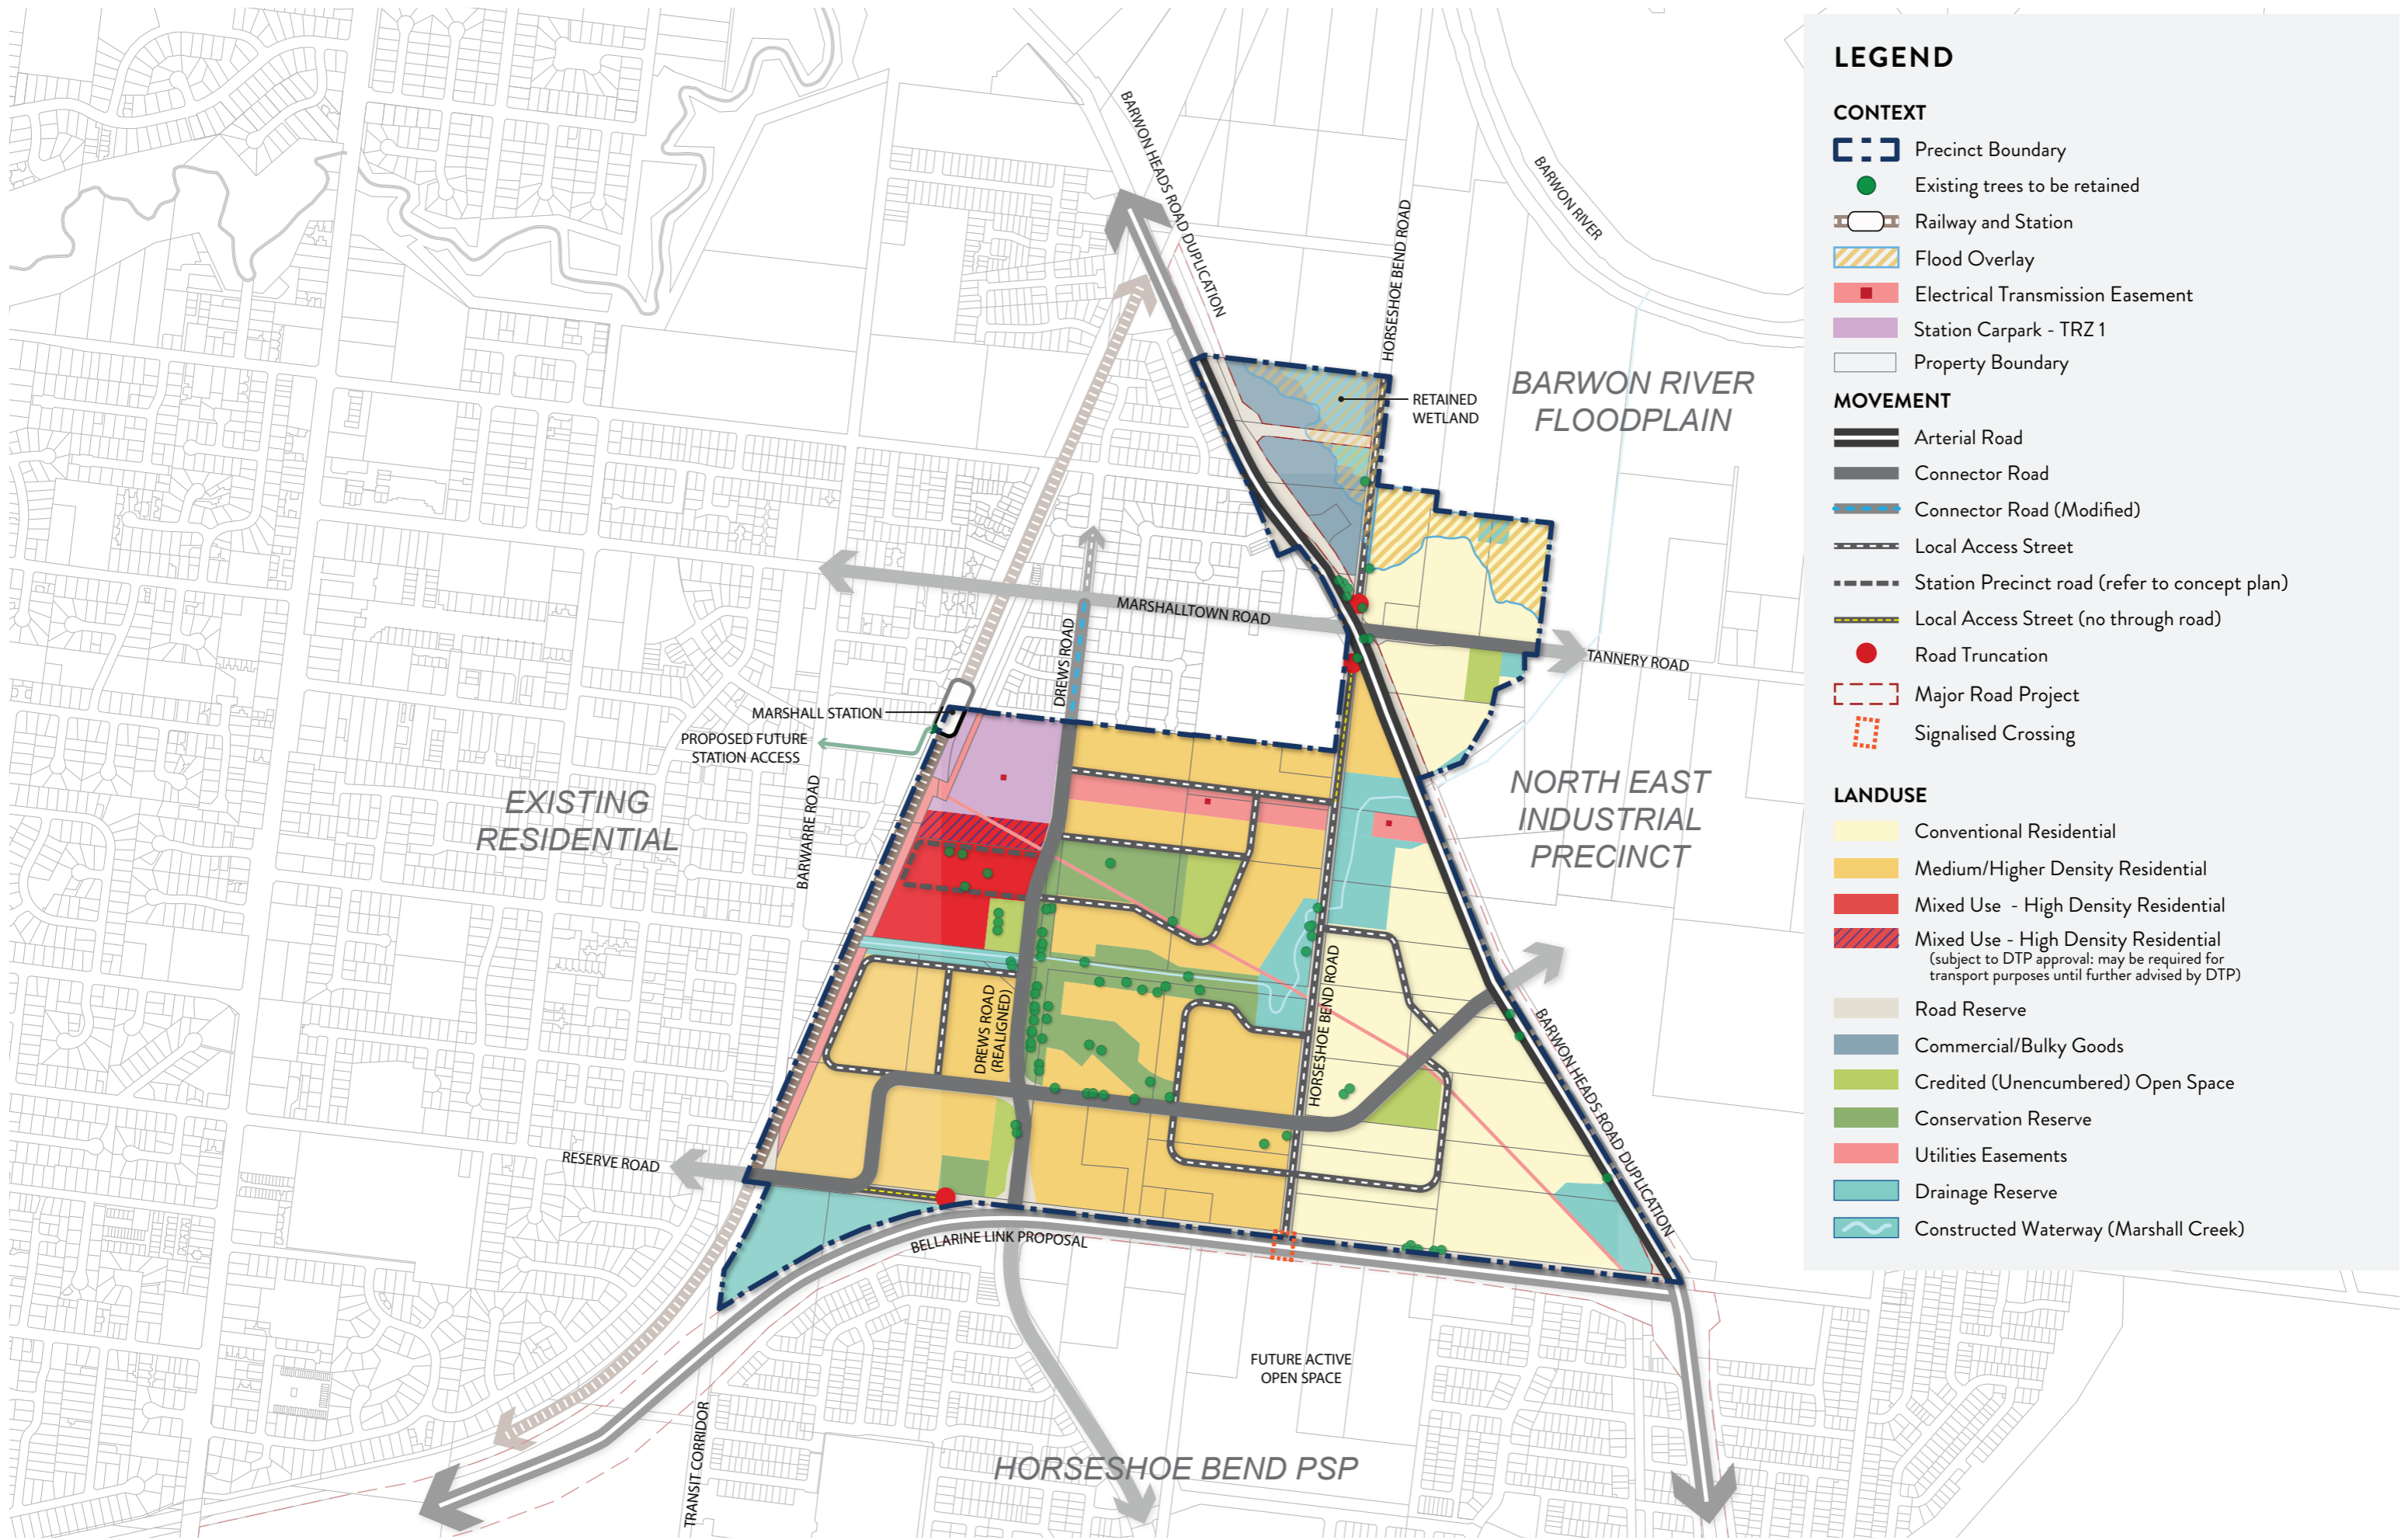 BARWON HEADS ROAD DUPLICATION
HORSESHOE BEND ROAD
BARWON RIVER
BARWON RIVER
FLOODPLAIN
RETAINED
WETLAND
MARSHALLTOWN ROAD
TANNERY ROAD
DREWS ROAD
MARSHALL STATION
PROPOSED FUTURE
STATION ACCESS
BARWARRE ROAD
EXISTING
RESIDENTIAL
NORTH EAST
INDUSTRIAL
PRECINCT
DREWS ROAD
(REALIGNED)
HORSESHOE BEND ROAD
BARWON HEADS ROAD DUPLICATION
RESERVE ROAD
BELLARINE LINK PROPOSAL
FUTURE ACTIVE
OPEN SPACE
TRANSIT CORRIDOR
HORSESHOE BEND PSP
LEGEND
CONTEXT
Precinct Boundary
Existing trees to be retained
Railway and Station
Flood Overlay
Electrical Transmission Easement
Station Carpark - TRZ 1
Property Boundary
MOVEMENT
Arterial Road
Connector Road
Connector Road (Modified)
Local Access Street
Station Precinct road (refer to concept plan)
Local Access Street (no through road)
Road Truncation
Major Road Project
Signalised Crossing
LANDUSE
Conventional Residential
Medium/Higher Density Residential
Mixed Use - High Density Residential
Mixed Use - High Density Residential
(subject to DTP approval: may be required for
transport purposes until further advised by DTP)
Road Reserve
Commercial/Bulky Goods
Credited (Unencumbered) Open Space
Conservation Reserve
Utilities Easements
Drainage Reserve
Constructed Waterway (Marshall Creek)